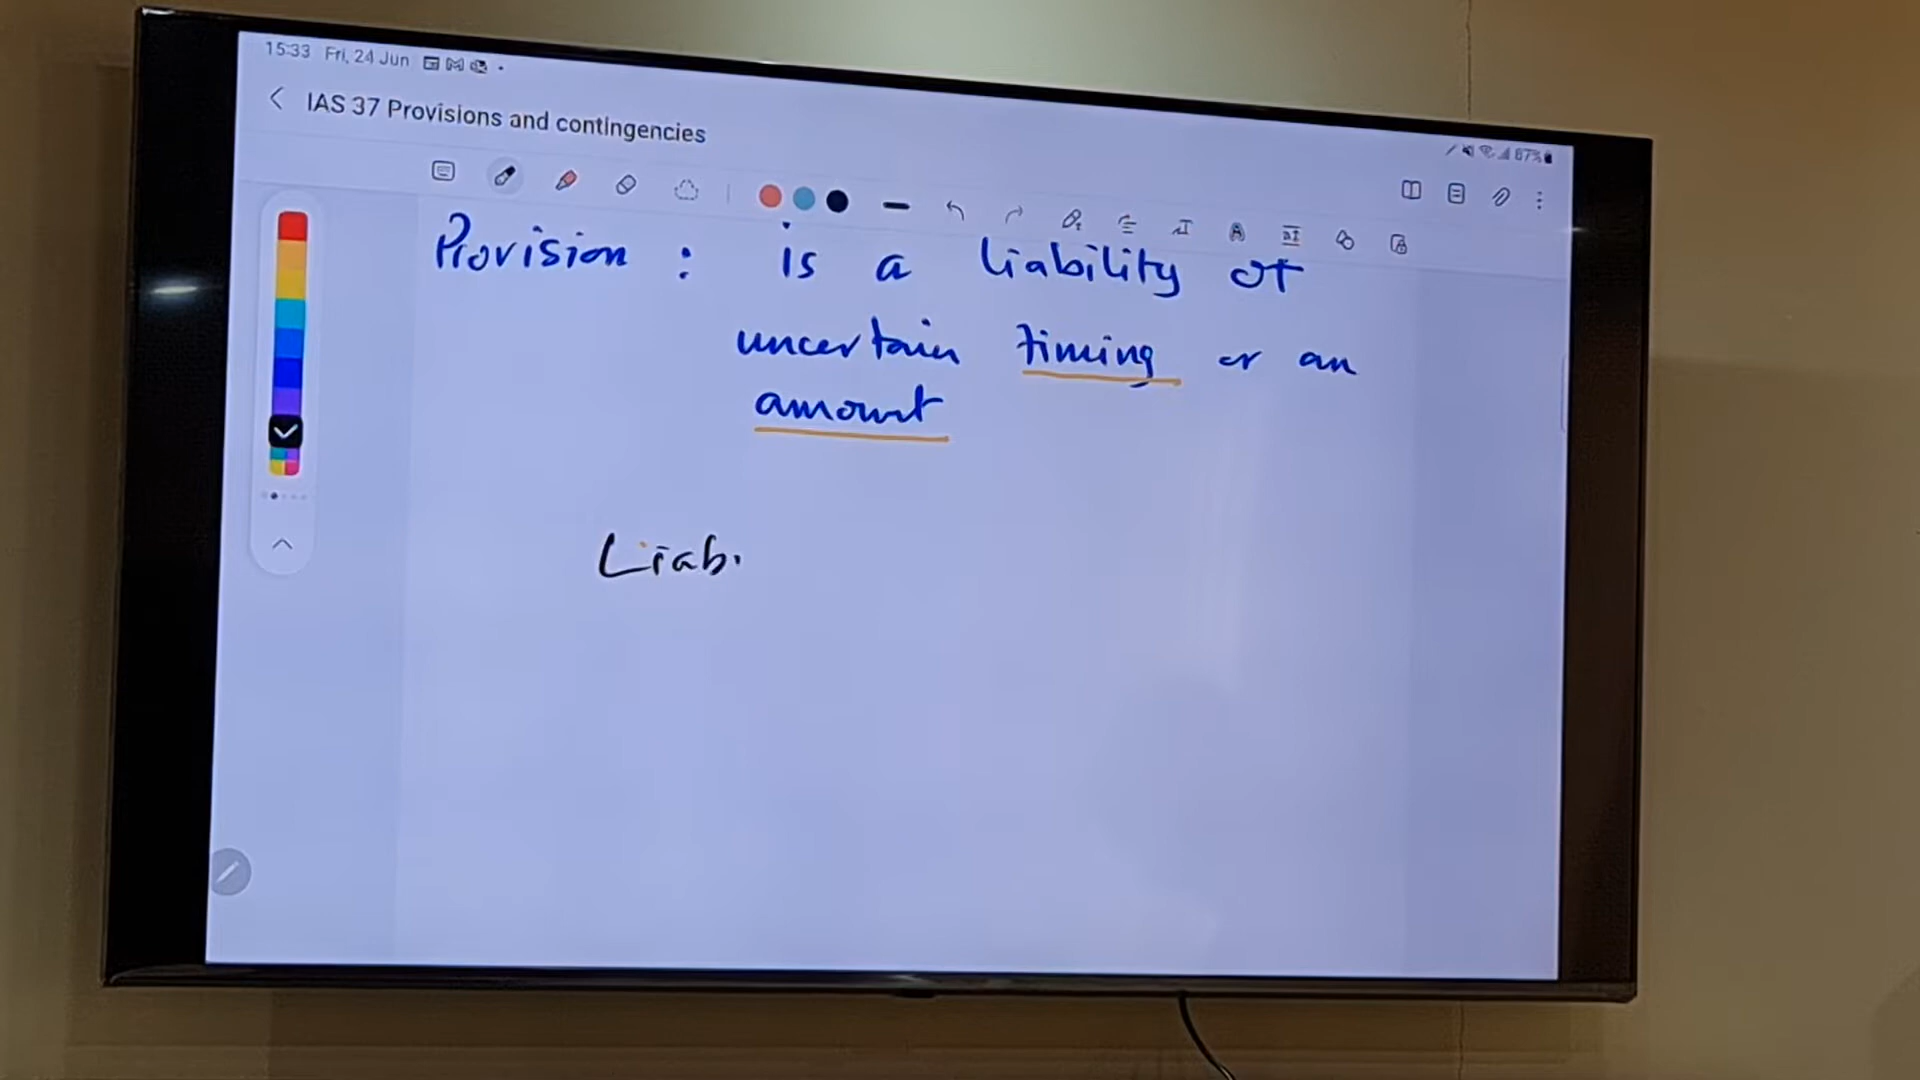 15:33 Fri, 24 Jun
67%
IAS 37 Provisions and contingencies
Provision : is a liability of
uncertain timing or an
amount
Liab.